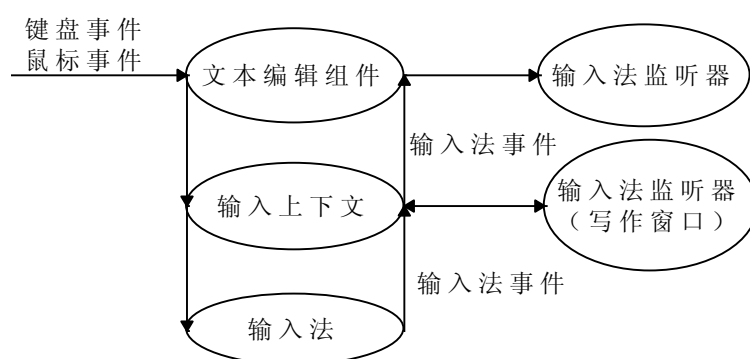 键盘事件
鼠标事件
文本编辑组件
输入法监听器
输入法事件
输入上下文
输入法监听器
（写作窗口）
输入法事件
输入法